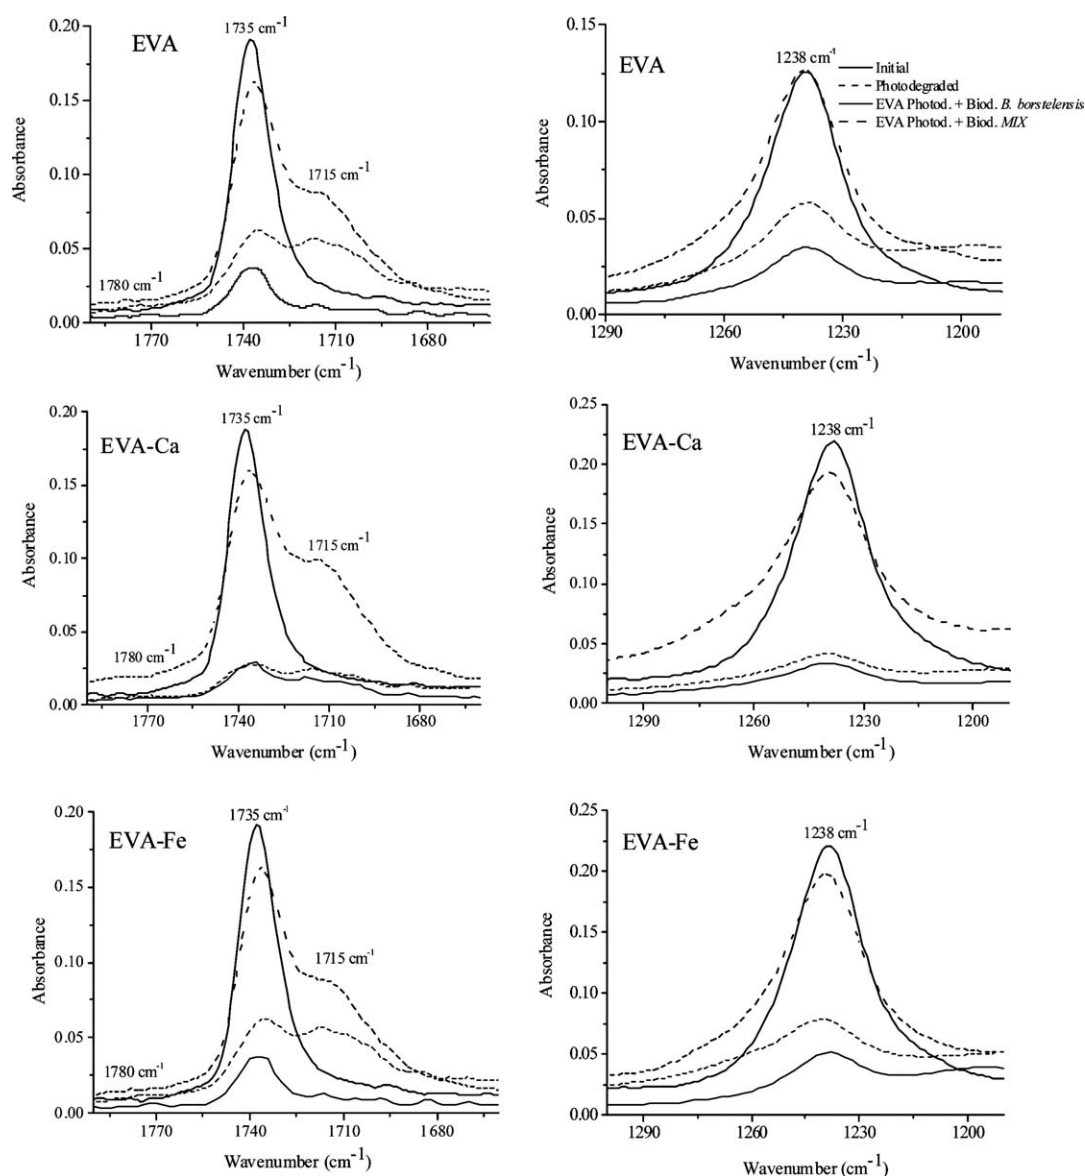 EVA
1735 cm-1
1715 cm-1
1780 cm-1
Absorbance
0.20
0.15
0.10
0.05
0.00
1770
1740
1710
1680
Wavenumber (cm-1)
EVA
1238 cm-1
Initial
Photodegraded
EVA Photod. + Biod. B. borstelensis
EVA Photod. + Biod. MIX
Absorbance
0.15
0.10
0.05
0.00
1290
1260
1230
1200
Wavenumber (cm-1)
EVA-Ca
1735 cm-1
1715 cm-1
1780 cm-1
Absorbance
0.20
0.15
0.10
0.05
0.00
1770
1740
1710
1680
Wavenumber (cm-1)
EVA-Ca
1238 cm-1
Absorbance
0.25
0.20
0.15
0.10
0.05
0.00
1290
1260
1230
1200
Wavenumber (cm-1)
EVA-Fe
1735 cm-1
1715 cm-1
1780 cm-1
Absorbance
0.20
0.15
0.10
0.05
0.00
1770
1740
1710
1680
Wavenumber (cm-1)
EVA-Fe
1238 cm-1
Absorbance
0.25
0.20
0.15
0.10
0.05
0.00
1290
1260
1230
1200
Wavenumber (cm-1)